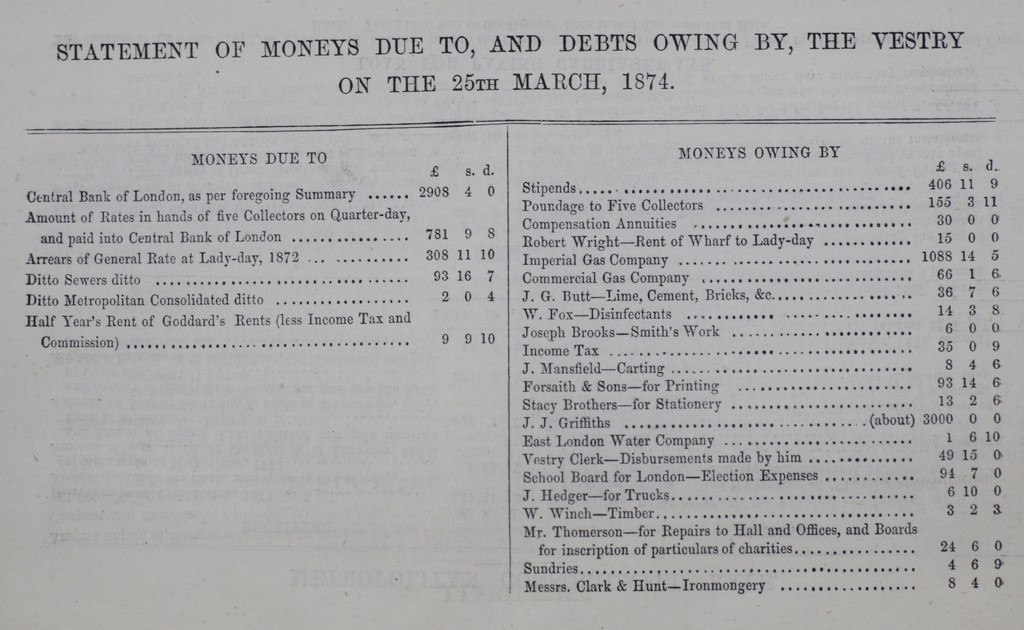 STATEMENT OF MONEYS DUE TO, AND DEBTS OWING BY, THE VESTRY
ON THE 25TH MARCH, 1874.
MONEYS DUE TO
£ s. d.
Central Bank of London, as per foregoing Summary ...... 2908 4 0
Amount of Rates in hands of five Collectors on Quarter-day,
and paid into Central Bank of London ................ 781 9 8
Arrears of General Rate at Lady-day, 1872 ... ........... 308 11 10
Ditto Sewers ditto .................................. 93 16 7
Ditto Metropolitan Consolidated ditto .................. 2 0 4
Half Year's Rent of Goddard's Rents (less Income Tax and
Commission) ...................................... 9 9 10
MONEYS OWING BY
£ s. d.
Stipends................................................ 406 11 9
Poundage to Five Collectors ............................ 155 3 11
Compensation Annuities ............................... 30 0 0
Robert Wright—Rent of Wharf to Lady-day ............ 15 0 0
Imperial Gas Company ................................ 1088 14 5
Commercial Gas Company .............................. 66 1 6
J. G. Butt—Lime, Cement, Bricks, &c................... 36 7 6
W. Fox—Disinfectants ................................ 14 3 8
Joseph Brooks—Smith's Work .......................... 6 0 0
Income Tax .......................................... 35 0 9
J. Mansfield—Carting .................................. 8 4 6
Forsaith & Sons—for Printing ........................ 93 14 6
Stacy Brothers—for Stationery ........................ 13 2 6
J. J. Griffiths ..................................(about) 3000 0 0
East London Water Company .......................... 1 6 10
Vestry Clerk—Disbursements made by him .............. 49 15 0
School Board for London—Election Expenses ............ 94 7 0
J. Hedger—for Trucks.................................. 6 10 0
W. Winch—Timber.................................... 3 2 3
Mr. Thomerson—for Repairs to Hall and Offices, and Boards
for inscription of particulars of charities................ 24 6 0
Sundries................................................ 4 6 9
Messrs. Clark & Hunt—Ironmongery .................. 8 4 0